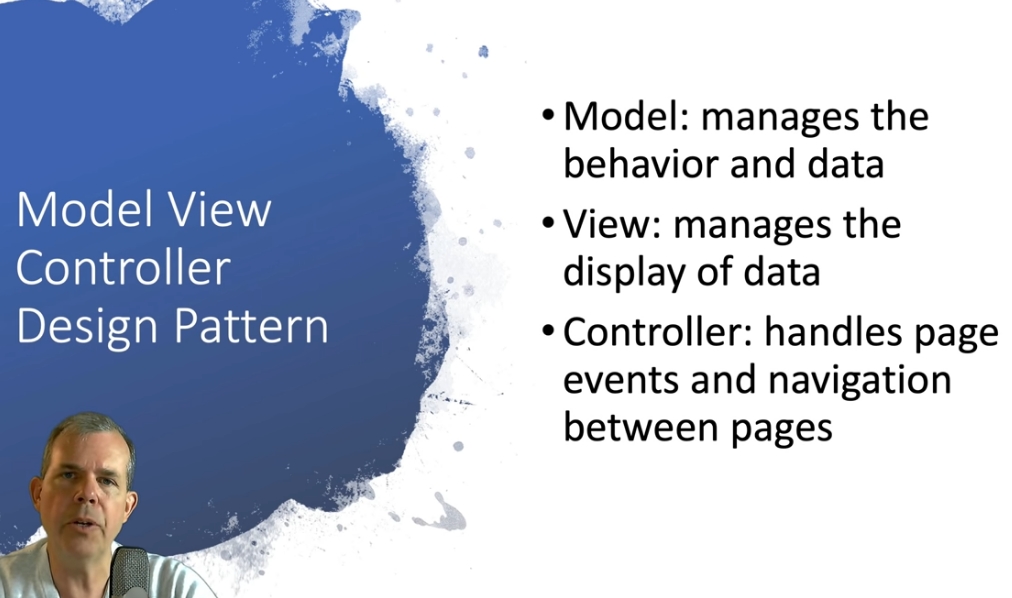 Model View
Controller
Design Pattern
• Model: manages the
behavior and data
• View: manages the
display of data
• Controller: handles page
events and navigation
between pages